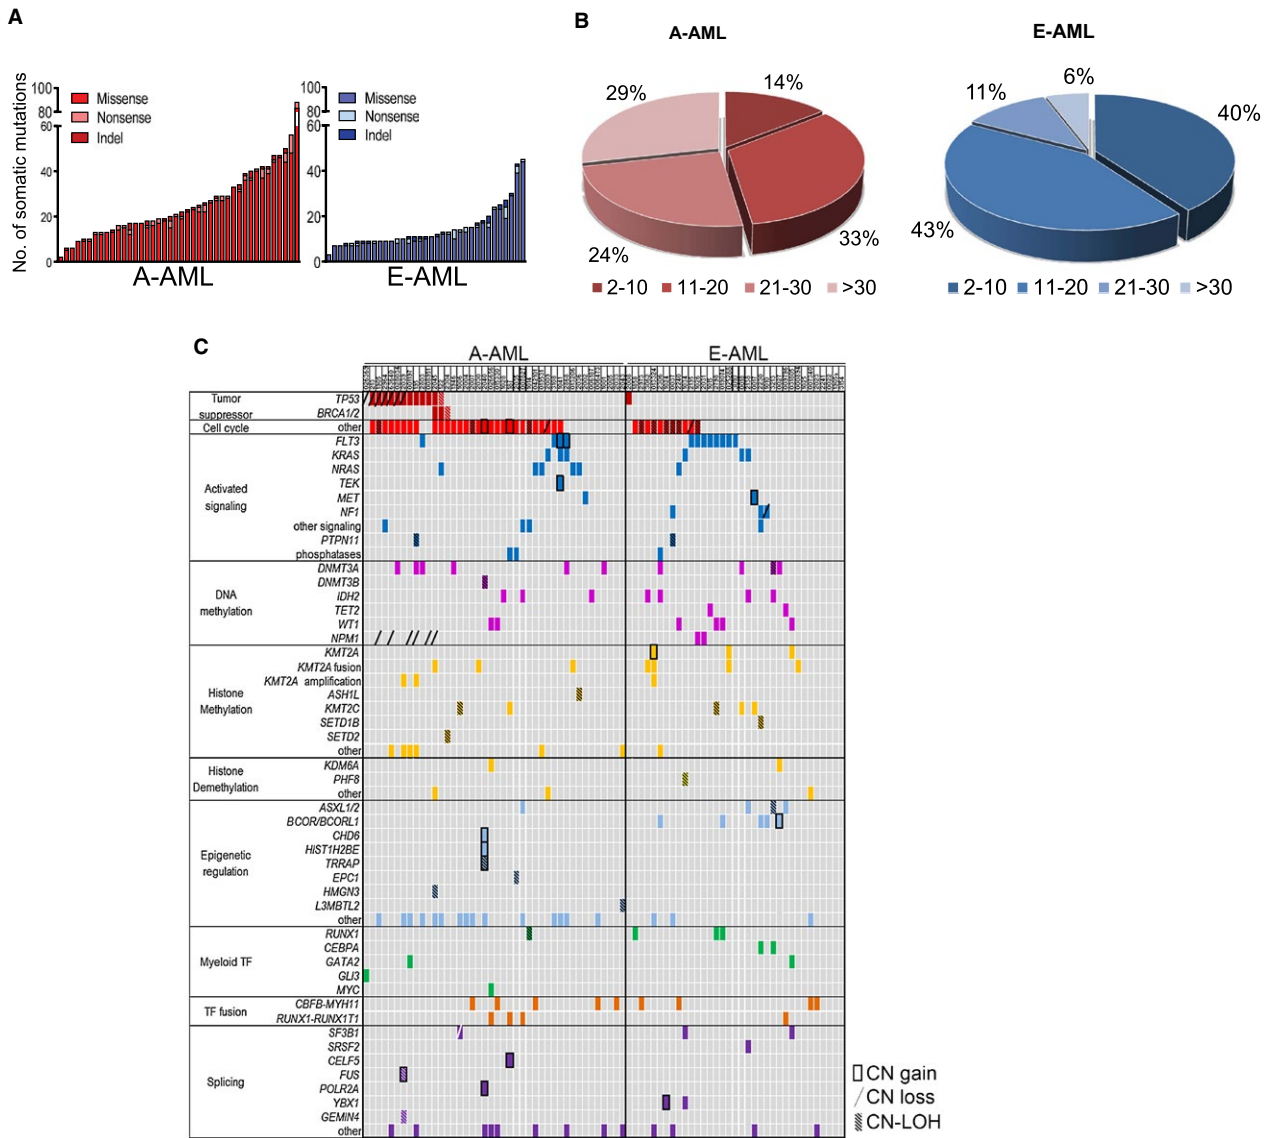 A
No. of somatic mutations
100
80
60
40
20
0
Missense
Nonsense
Indel
A-AML
100
80
60
40
20
0
Missense
Nonsense
Indel
E-AML
B
A-AML
29%
14%
33%
24%
2-10 11-20 21-30 >30
E-AML
11%
6%
40%
43%
2-10 11-20 21-30 >30
C
A-AML
E-AML
Tumor
suppressor
TP53
BRCA1/2
Cell cycle
other
Activated
signaling
FLT3
KRAS
NRAS
TEK
MET
NF1
other signaling
PTPN11
phosphatases
DNA
methylation
DNMT3A
DNMT3B
IDH2
TET2
WT1
NPM1
Histone
Methylation
KMT2A
KMT2A fusion
KMT2A amplification
ASH1L
KMT2C
SETD1B
SETD2
other
Histone
Demethylation
KDM6A
PHF8
other
Epigenetic
regulation
ASXL1/2
BCOR/BCORL1
CHD6
HIST1H2BE
TRRAP
EPC1
HMGN3
L3MBTL2
other
Myeloid TF
RUNX1
CEBPA
GATA2
GLI3
MYC
TF fusion
CBFB-MYH11
RUNX1-RUNX1T1
Splicing
SF3B1
SRSF2
CELF5
FUS
POLR2A
YBX1
GEMIN4
other
CN gain
CN loss
CN-LOH